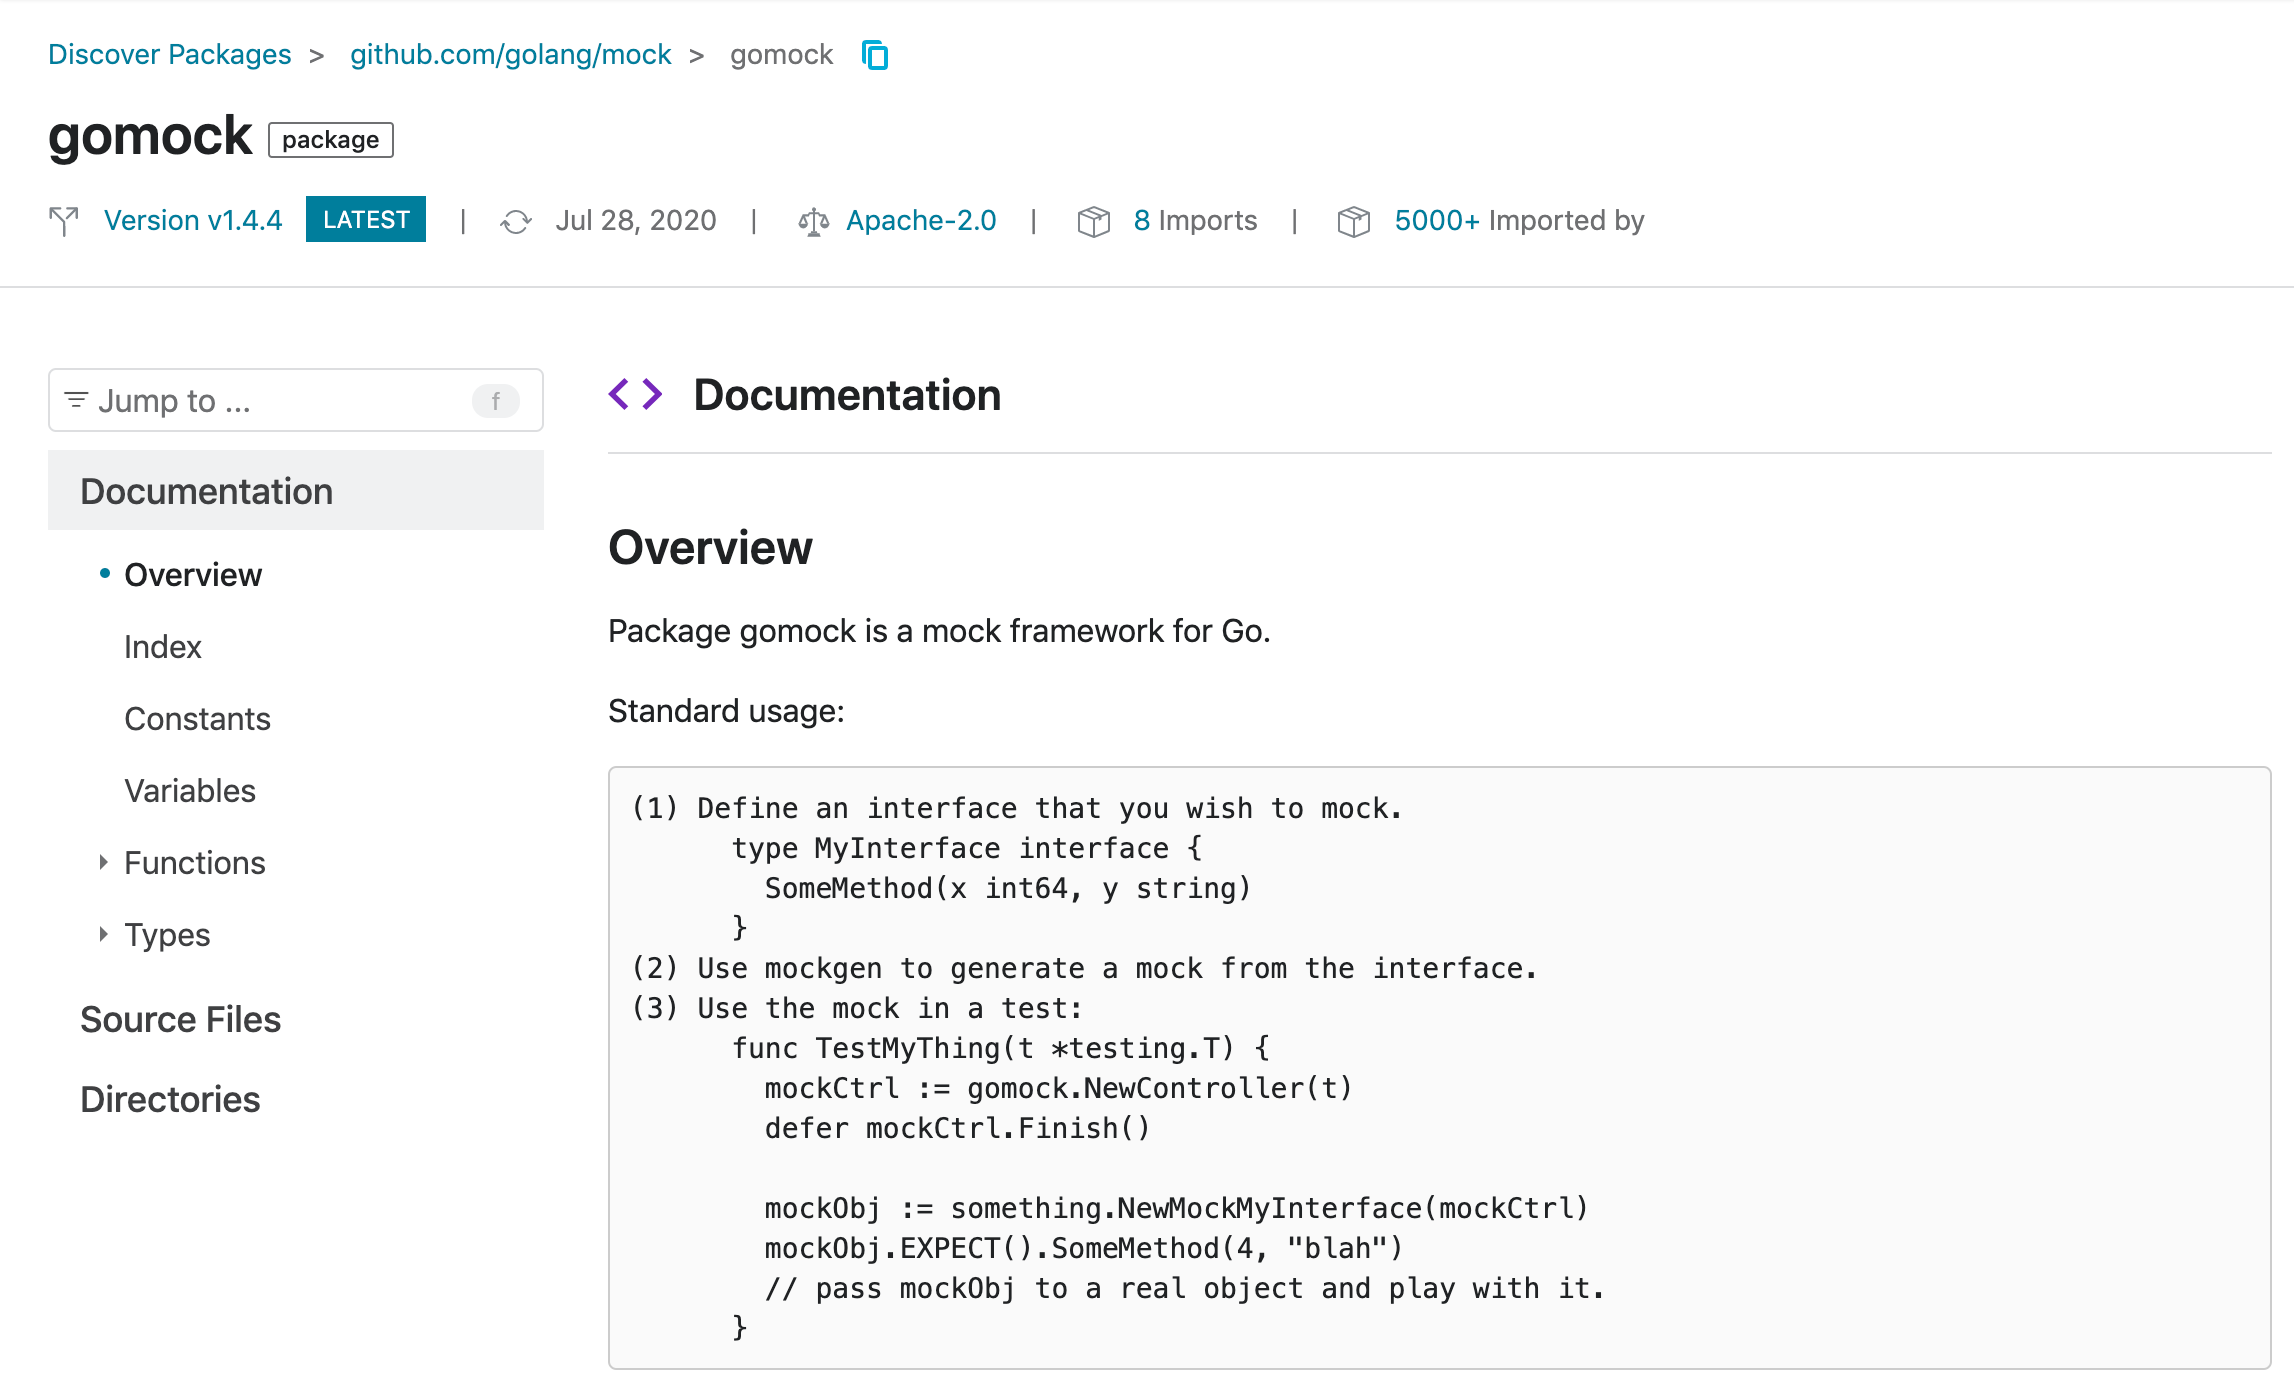 Discover Packages > github.com/golang/mock > gomock
gomock package
Version v1.4.4 LATEST | Jul 28, 2020 | Apache-2.0 | 8 Imports | 5000+ Imported by
Jump to ... f
Documentation
Overview
Index
Constants
Variables
Functions
Types
Source Files
Directories
< > Documentation
Overview
Package gomock is a mock framework for Go.
Standard usage:
(1) Define an interface that you wish to mock.
      type MyInterface interface {
        SomeMethod(x int64, y string)
      }
(2) Use mockgen to generate a mock from the interface.
(3) Use the mock in a test:
      func TestMyThing(t *testing.T) {
        mockCtrl := gomock.NewController(t)
        defer mockCtrl.Finish()

        mockObj := something.NewMockMyInterface(mockCtrl)
        mockObj.EXPECT().SomeMethod(4, "blah")
        // pass mockObj to a real object and play with it.
      }